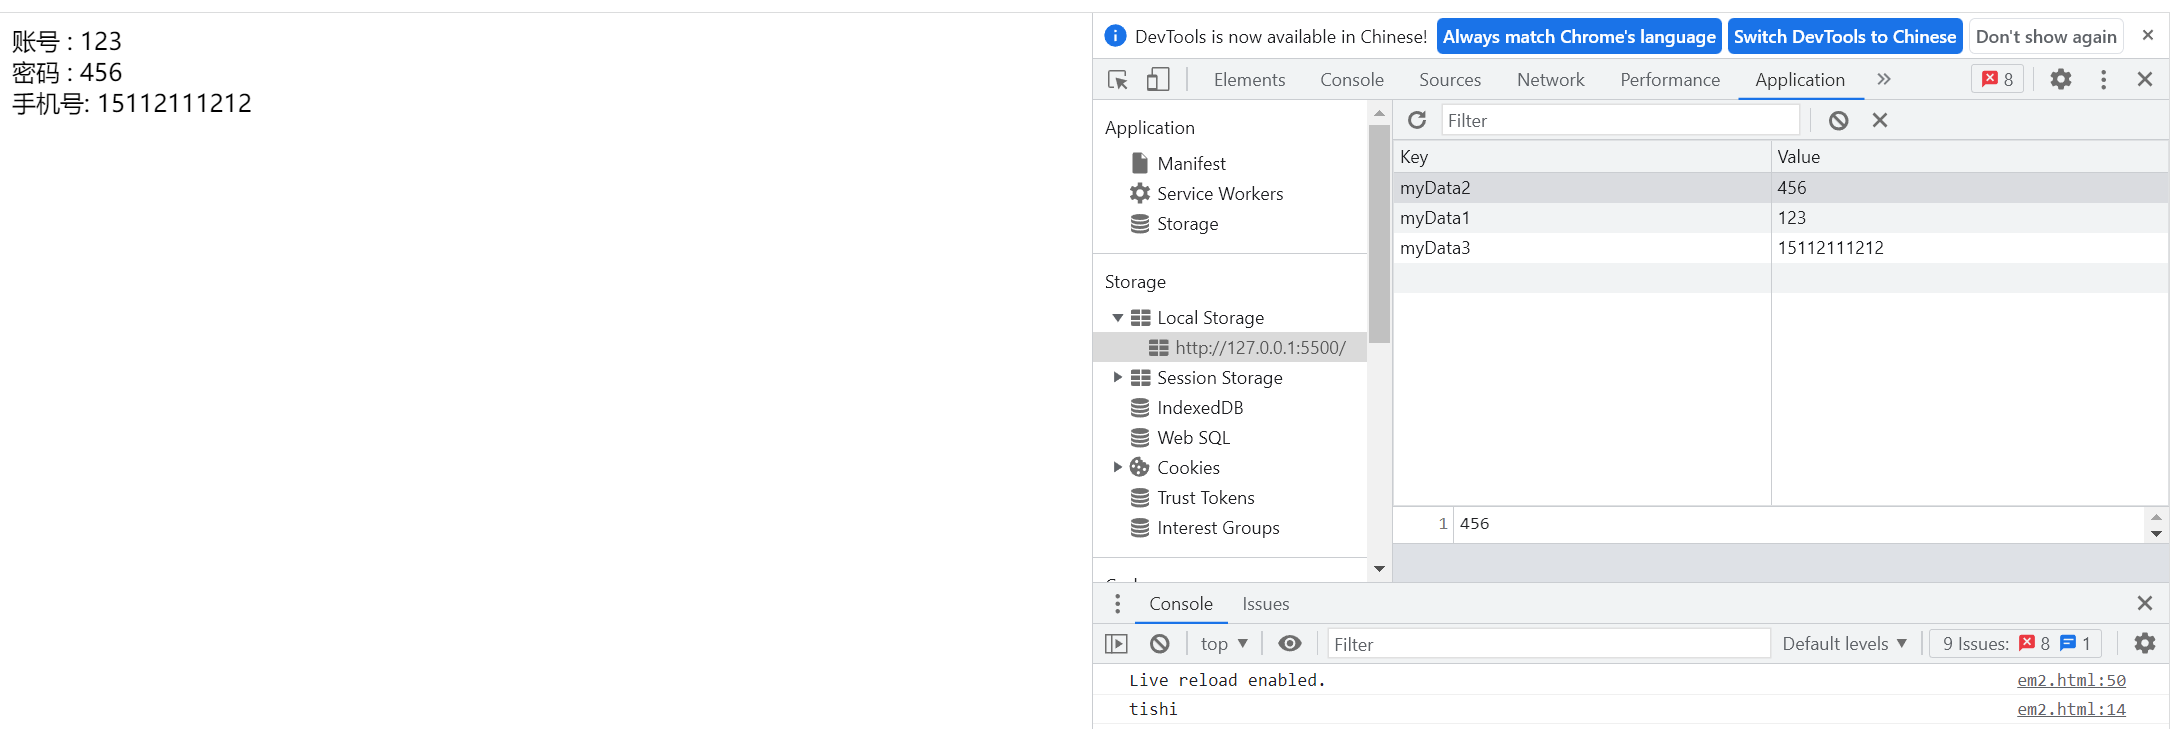 账号 : 123
密码 : 456
手机号: 15112111212
DevTools is now available in Chinese! Always match Chrome's language Switch DevTools to Chinese Don't show again ×
Elements Console Sources Network Performance Application » 8
Application
Manifest
Service Workers
Storage
Storage
Local Storage
http://127.0.0.1:5500/
Session Storage
IndexedDB
Web SQL
Cookies
Trust Tokens
Interest Groups
Filter
Key Value
myData2 456
myData1 123
myData3 15112111212
1 456
Console Issues
top Filter Default levels 9 Issues: 8 1
Live reload enabled. em2.html:50
tishi em2.html:14